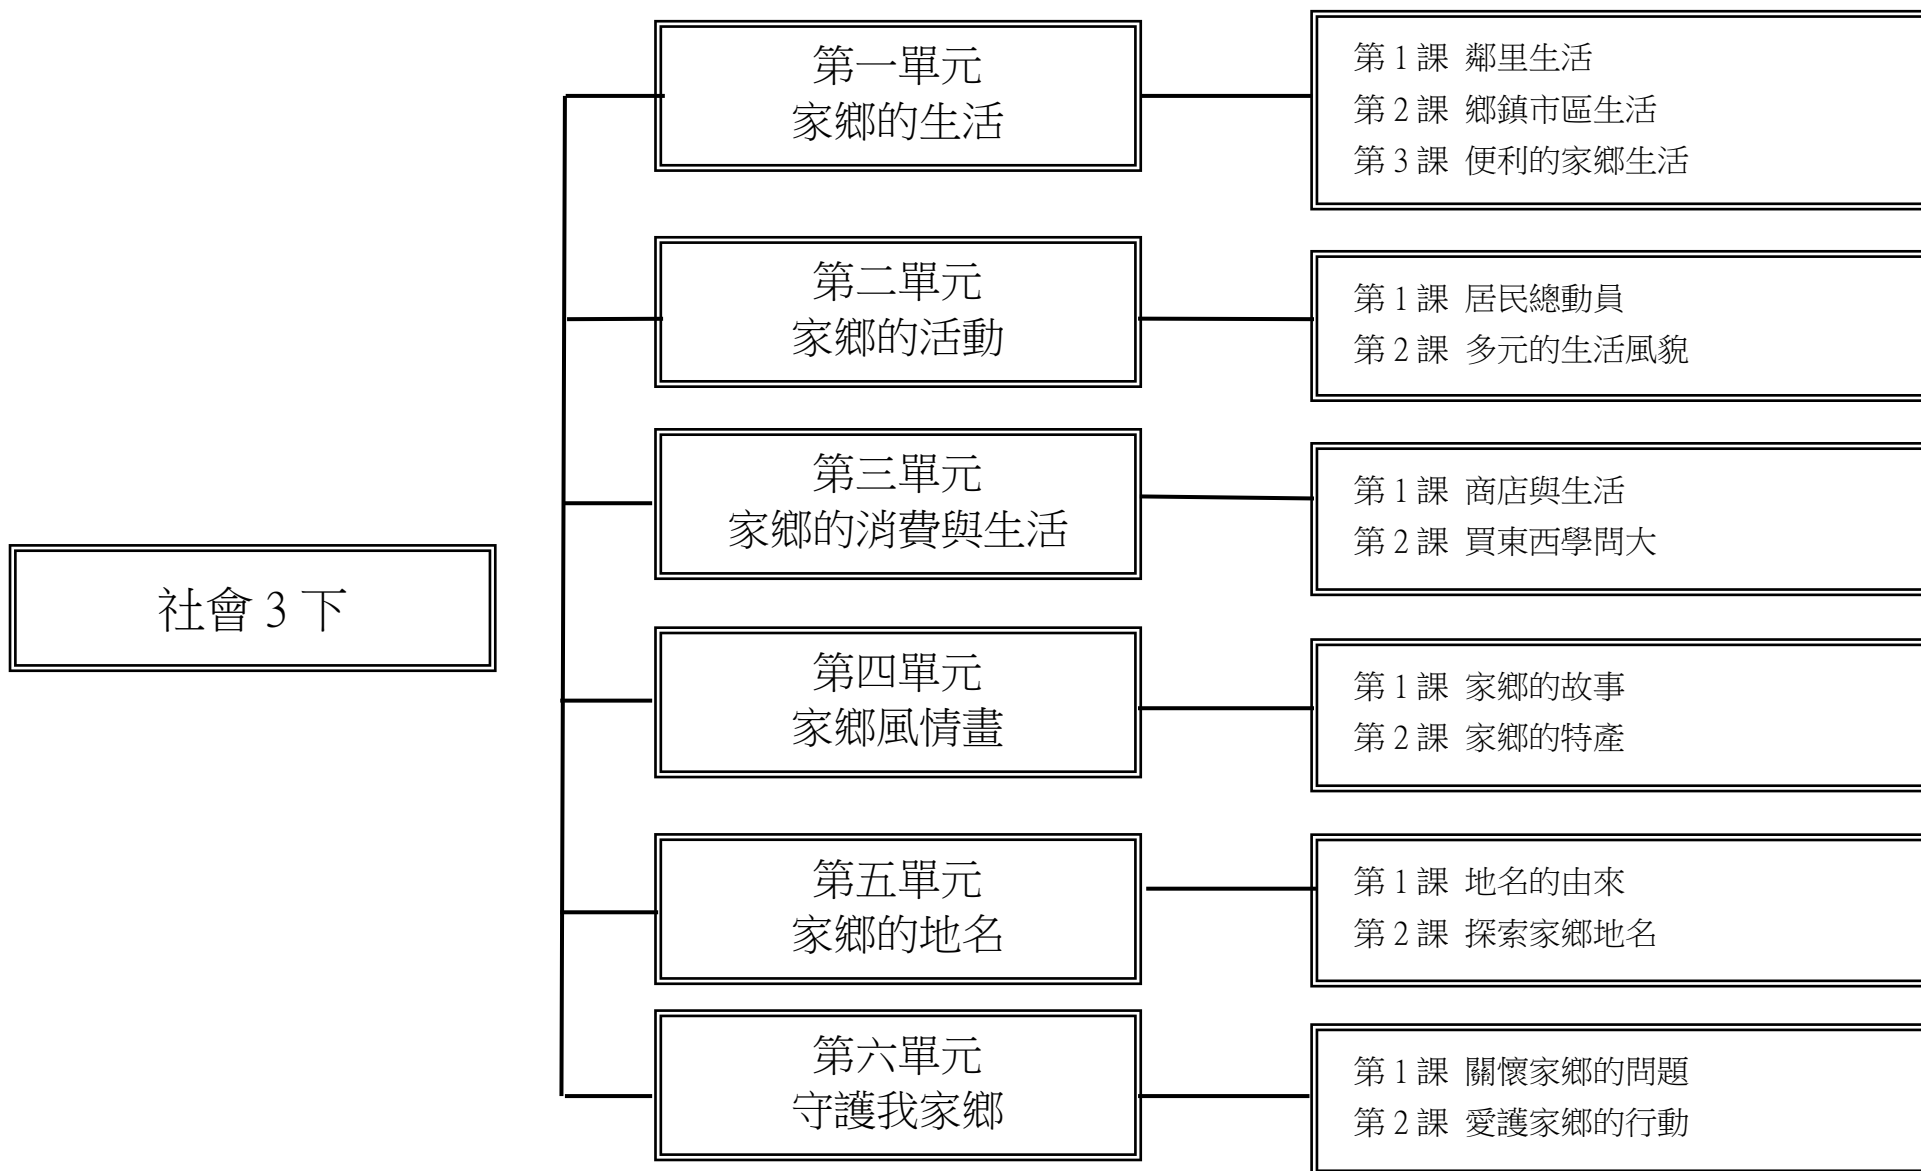 社會 3 下
第一單元
家鄉的生活
第 1 課 鄰里生活
第 2 課 鄉鎮市區生活
第 3 課 便利的家鄉生活
第二單元
家鄉的活動
第 1 課 居民總動員
第 2 課 多元的生活風貌
第三單元
家鄉的消費與生活
第 1 課 商店與生活
第 2 課 買東西學問大
第四單元
家鄉風情畫
第 1 課 家鄉的故事
第 2 課 家鄉的特產
第五單元
家鄉的地名
第 1 課 地名的由來
第 2 課 探索家鄉地名
第六單元
守護我家鄉
第 1 課 關懷家鄉的問題
第 2 課 愛護家鄉的行動